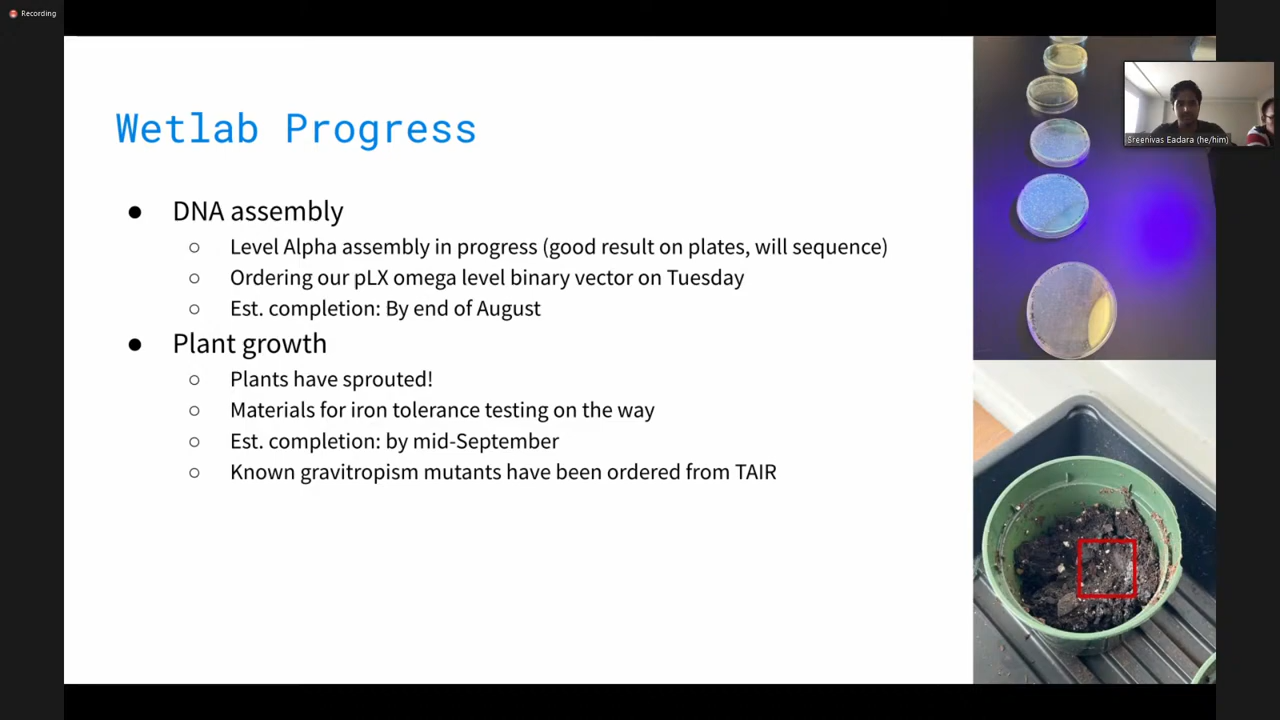 Recording
Wetlab Progress
● DNA assembly
○ Level Alpha assembly in progress (good result on plates, will sequence)
○ Ordering our pLX omega level binary vector on Tuesday
○ Est. completion: By end of August
● Plant growth
○ Plants have sprouted!
○ Materials for iron tolerance testing on the way
○ Est. completion: by mid-September
○ Known gravitropism mutants have been ordered from TAIR
Sreenivas Eadara (he/him)